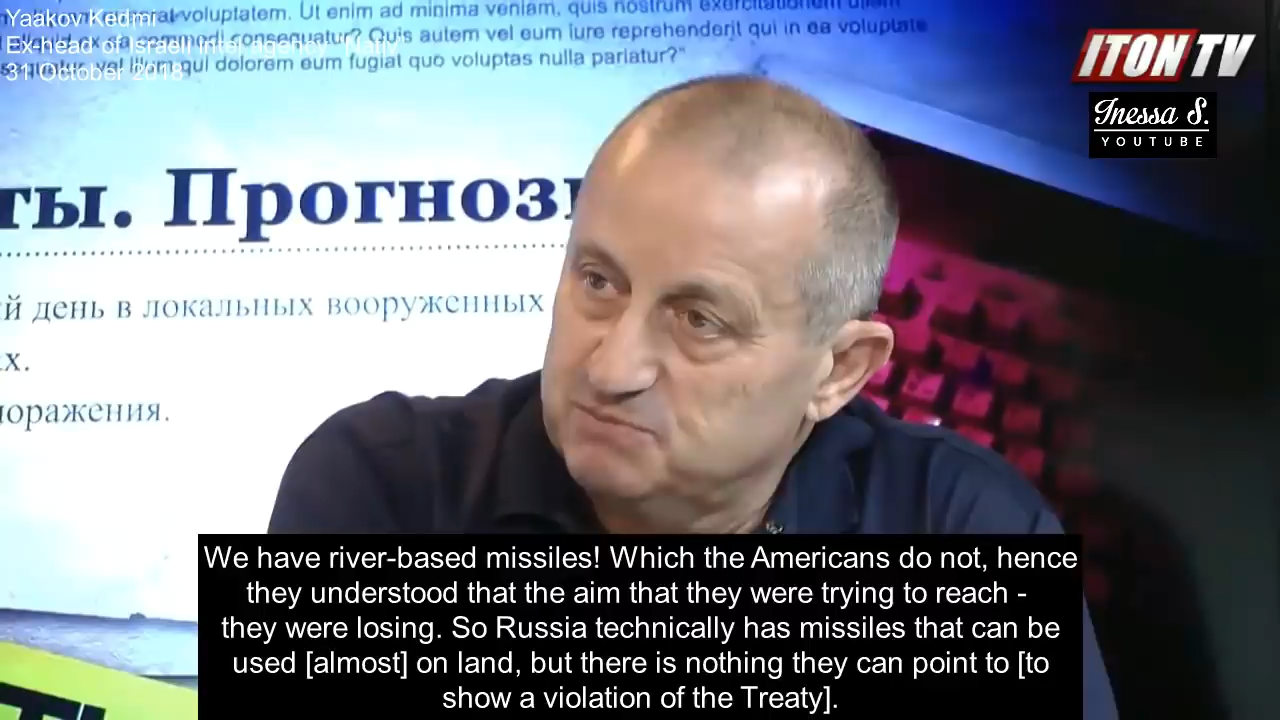 Yaakov Kedmi
Ex-head of Israeli intel agency "Nativ"
31 October 2018
voluptatem. Ut enim ad minima veniam, quis nostrum exercitationem ullam
consequatur? Quis autem vel eum iure reprehenderit qui in ea voluptate
qui dolorem eum fugiat quo voluptas nulla pariatur?"
ITON TV
Inessa S.
YOUTUBE
ты. Прогноз
й день в локальных вооруженных
х.
поражения.
We have river-based missiles! Which the Americans do not, hence
they understood that the aim that they were trying to reach -
they were losing. So Russia technically has missiles that can be
used [almost] on land, but there is nothing they can point to [to
show a violation of the Treaty].